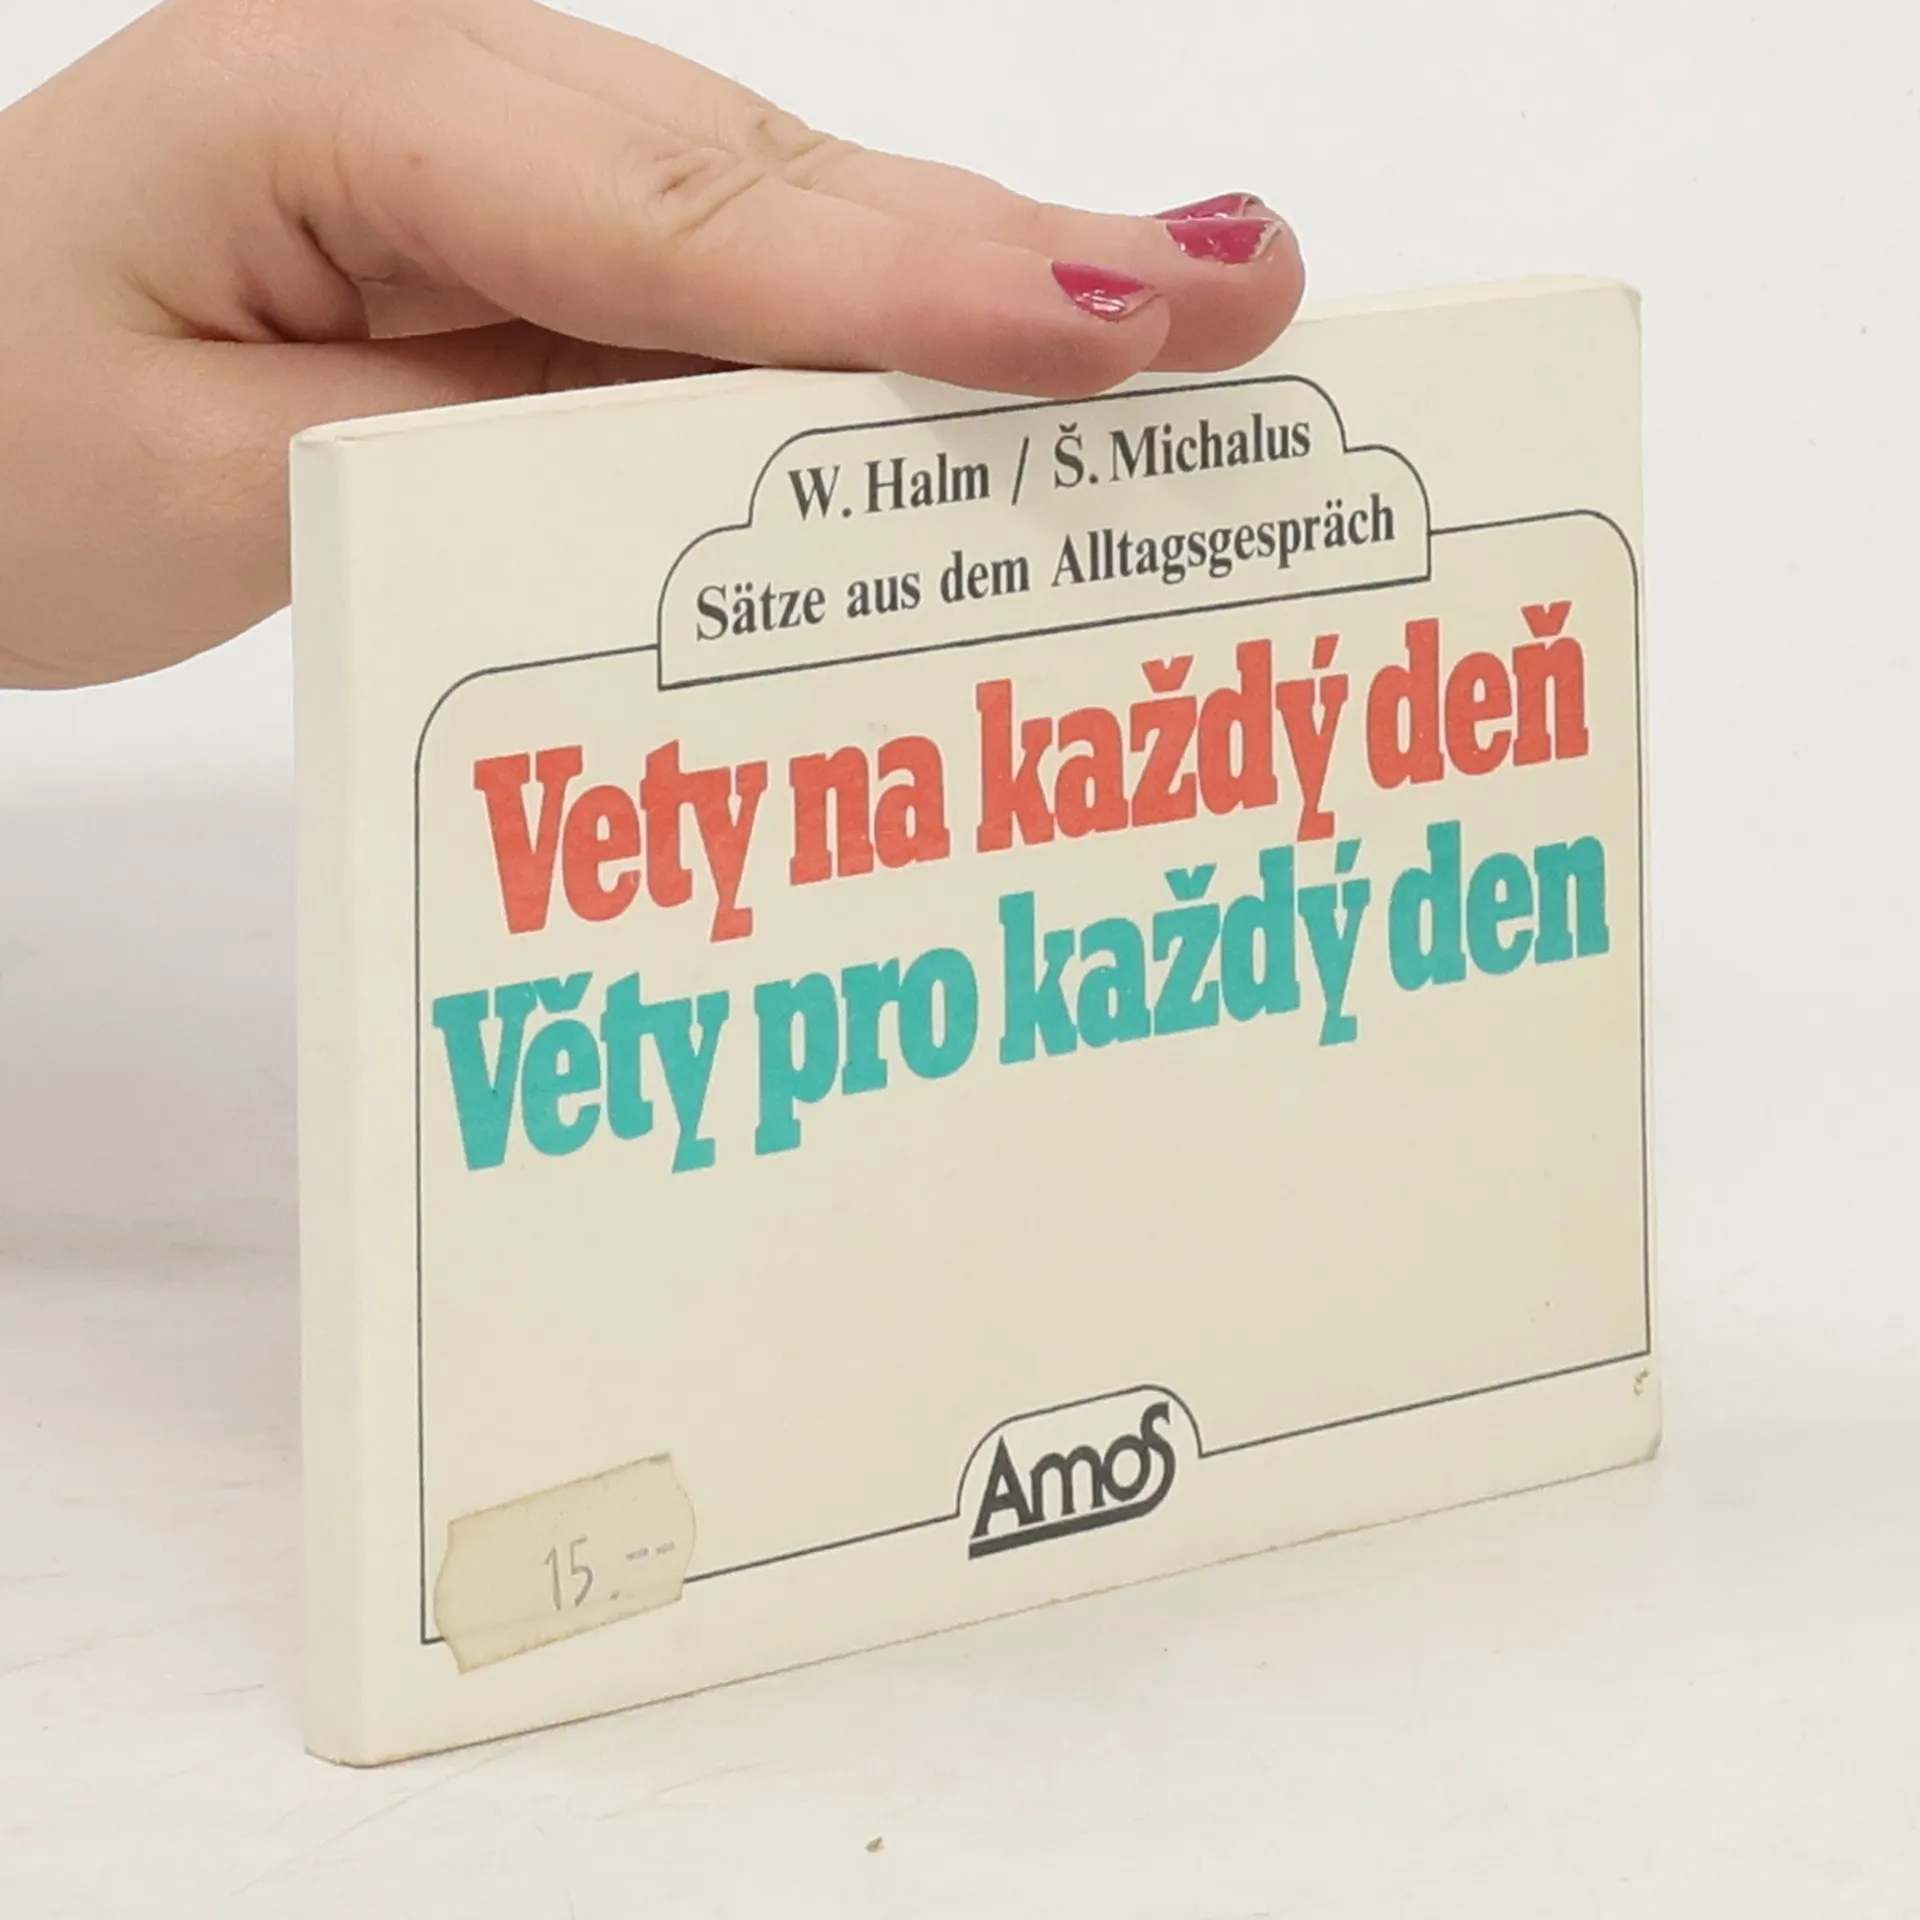 W. Halm / Š. Michalus
Sätze aus dem Alltagsgespräch
Vety na každý deň
Věty pro každý den
Amos
15.--